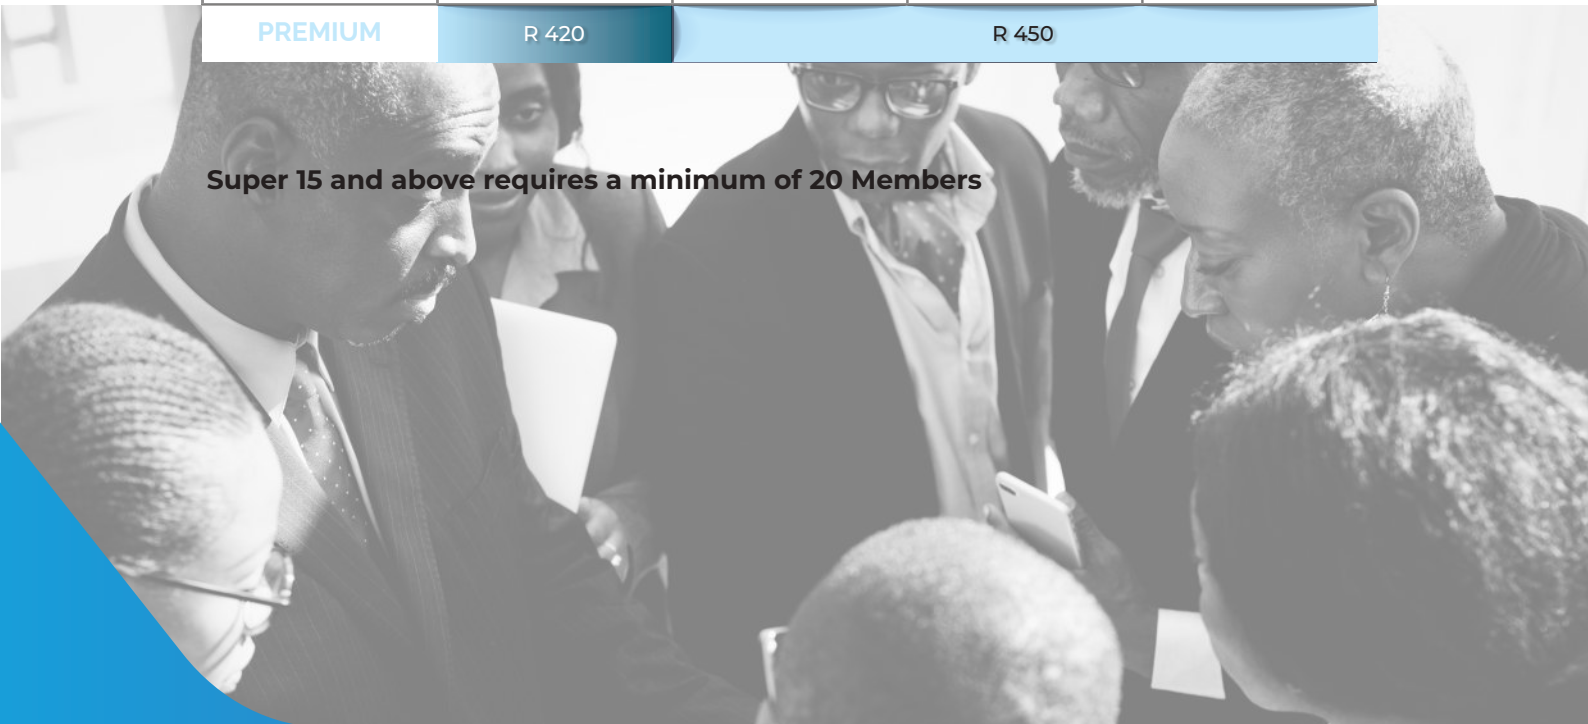 PREMIUM R 420 R 450
Super 15 and above requires a minimum of 20 Members